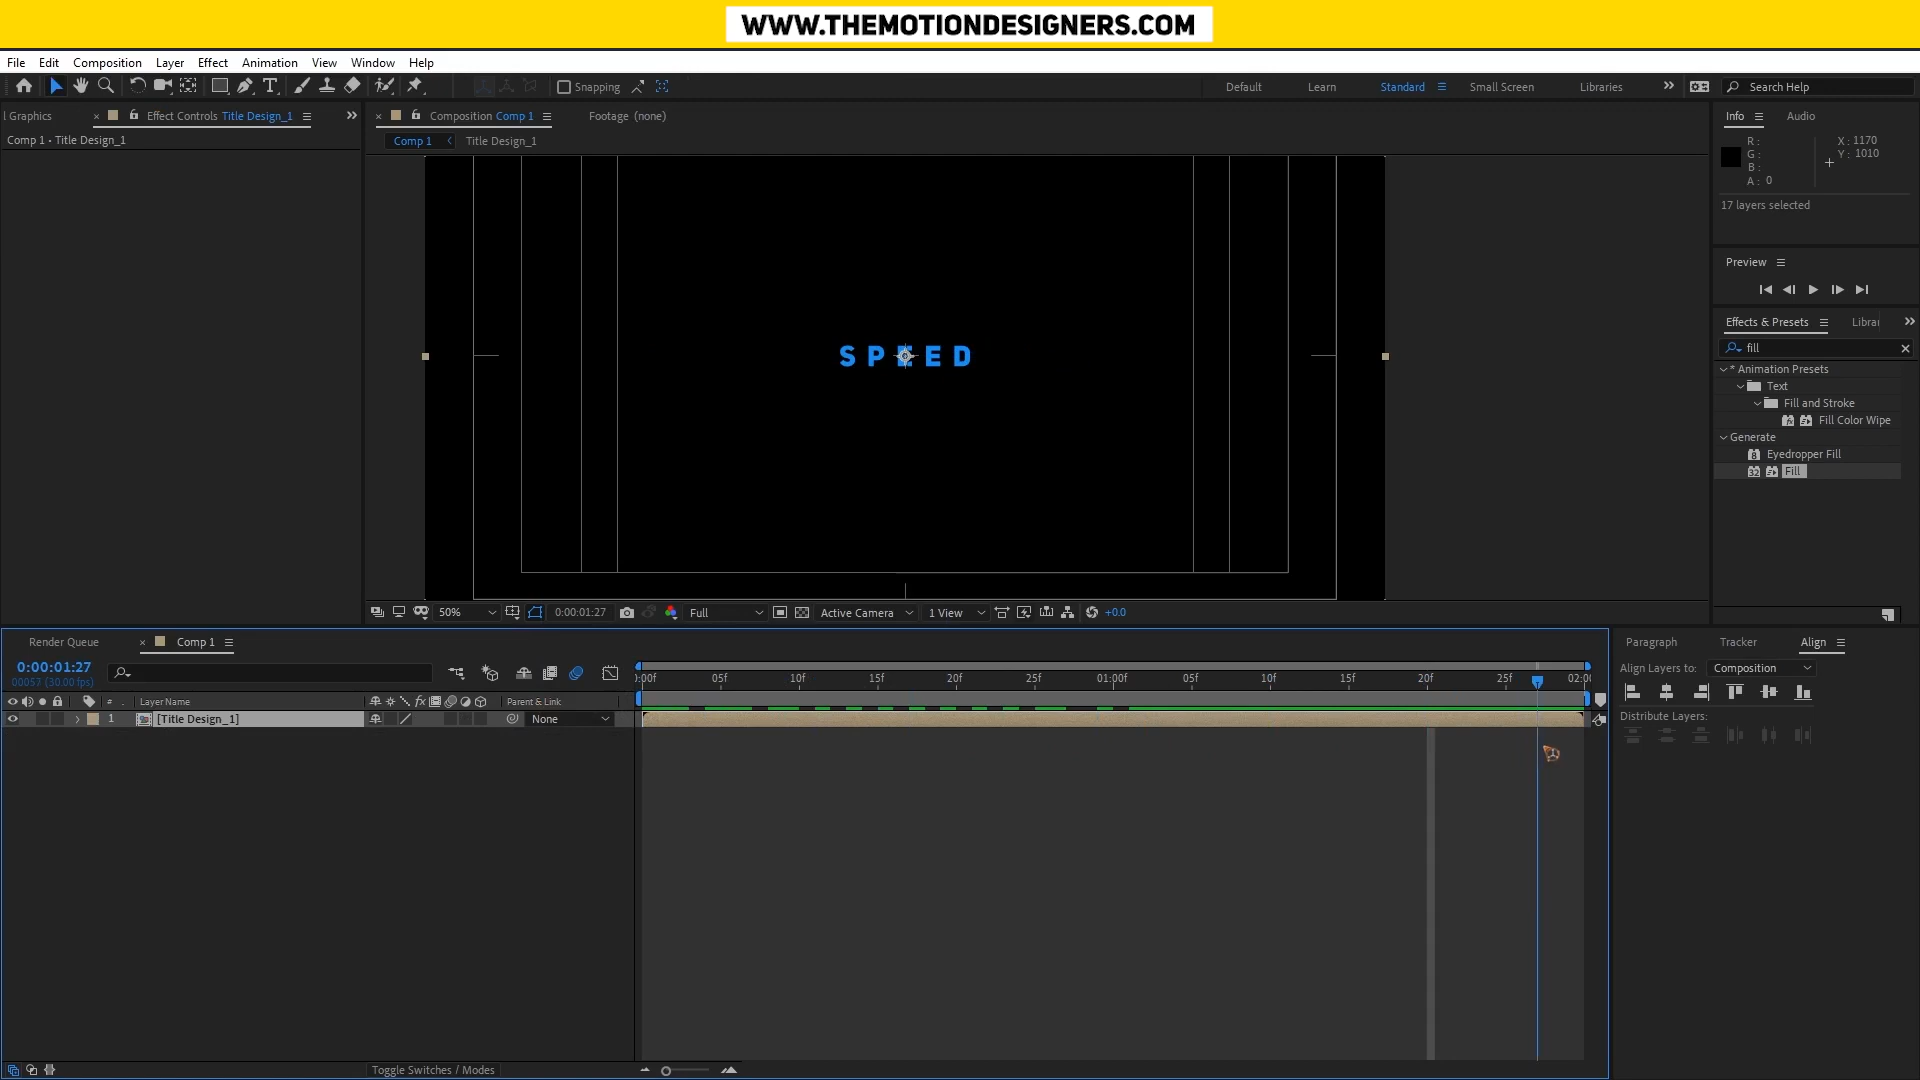 WWW.THEMOTIONDESIGNERS.COM
File Edit Composition Layer Effect Animation View Window Help
Snapping Default Learn Standard Small Screen Libraries Search Help
l Graphics Effect Controls Title Design_1
Comp 1 • Title Design_1
Composition Comp 1 Footage (none)
Comp 1 Title Design_1
SPEED
50% 0:00:01:27 Full Active Camera 1 View +0.0
Info Audio
R :
G :
B :
A : 0
X : 1170
Y : 1010
17 layers selected
Preview
Effects & Presets Librar
fill
* Animation Presets
Text
Fill and Stroke
Fill Color Wipe
Generate
Eyedropper Fill
Fill
Render Queue Comp 1
0:00:01:27
00057 (30.00 fps)
):00f 05f 10f 15f 20f 25f 01:00f 05f 10f 15f 20f 25f 02:00
# Layer Name Parent & Link
1 [Title Design_1] None
Toggle Switches / Modes
Paragraph Tracker Align
Align Layers to: Composition
Distribute Layers: